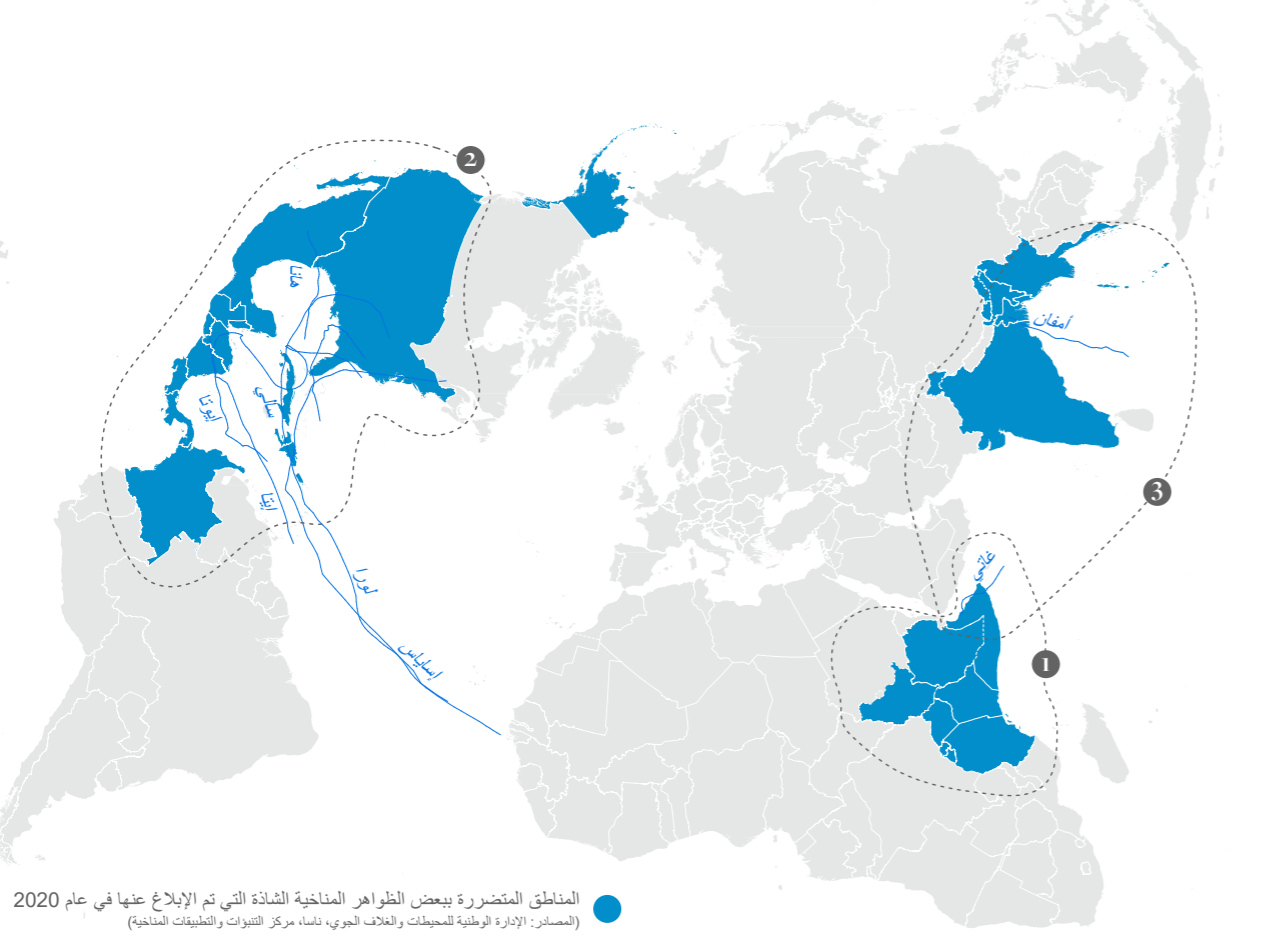 2
هانا
أمفان
سالي
إيوتا
3
إيتا
غاتي
لورا
إساياس
1
المناطق المتضررة ببعض الظواهر المناخية الشاذة التي تم الإبلاغ عنها في عام 2020
(المصادر: الإدارة الوطنية للمحيطات والغلاف الجوي، ناسا، مركز التنبؤات والتطبيقات المناخية)